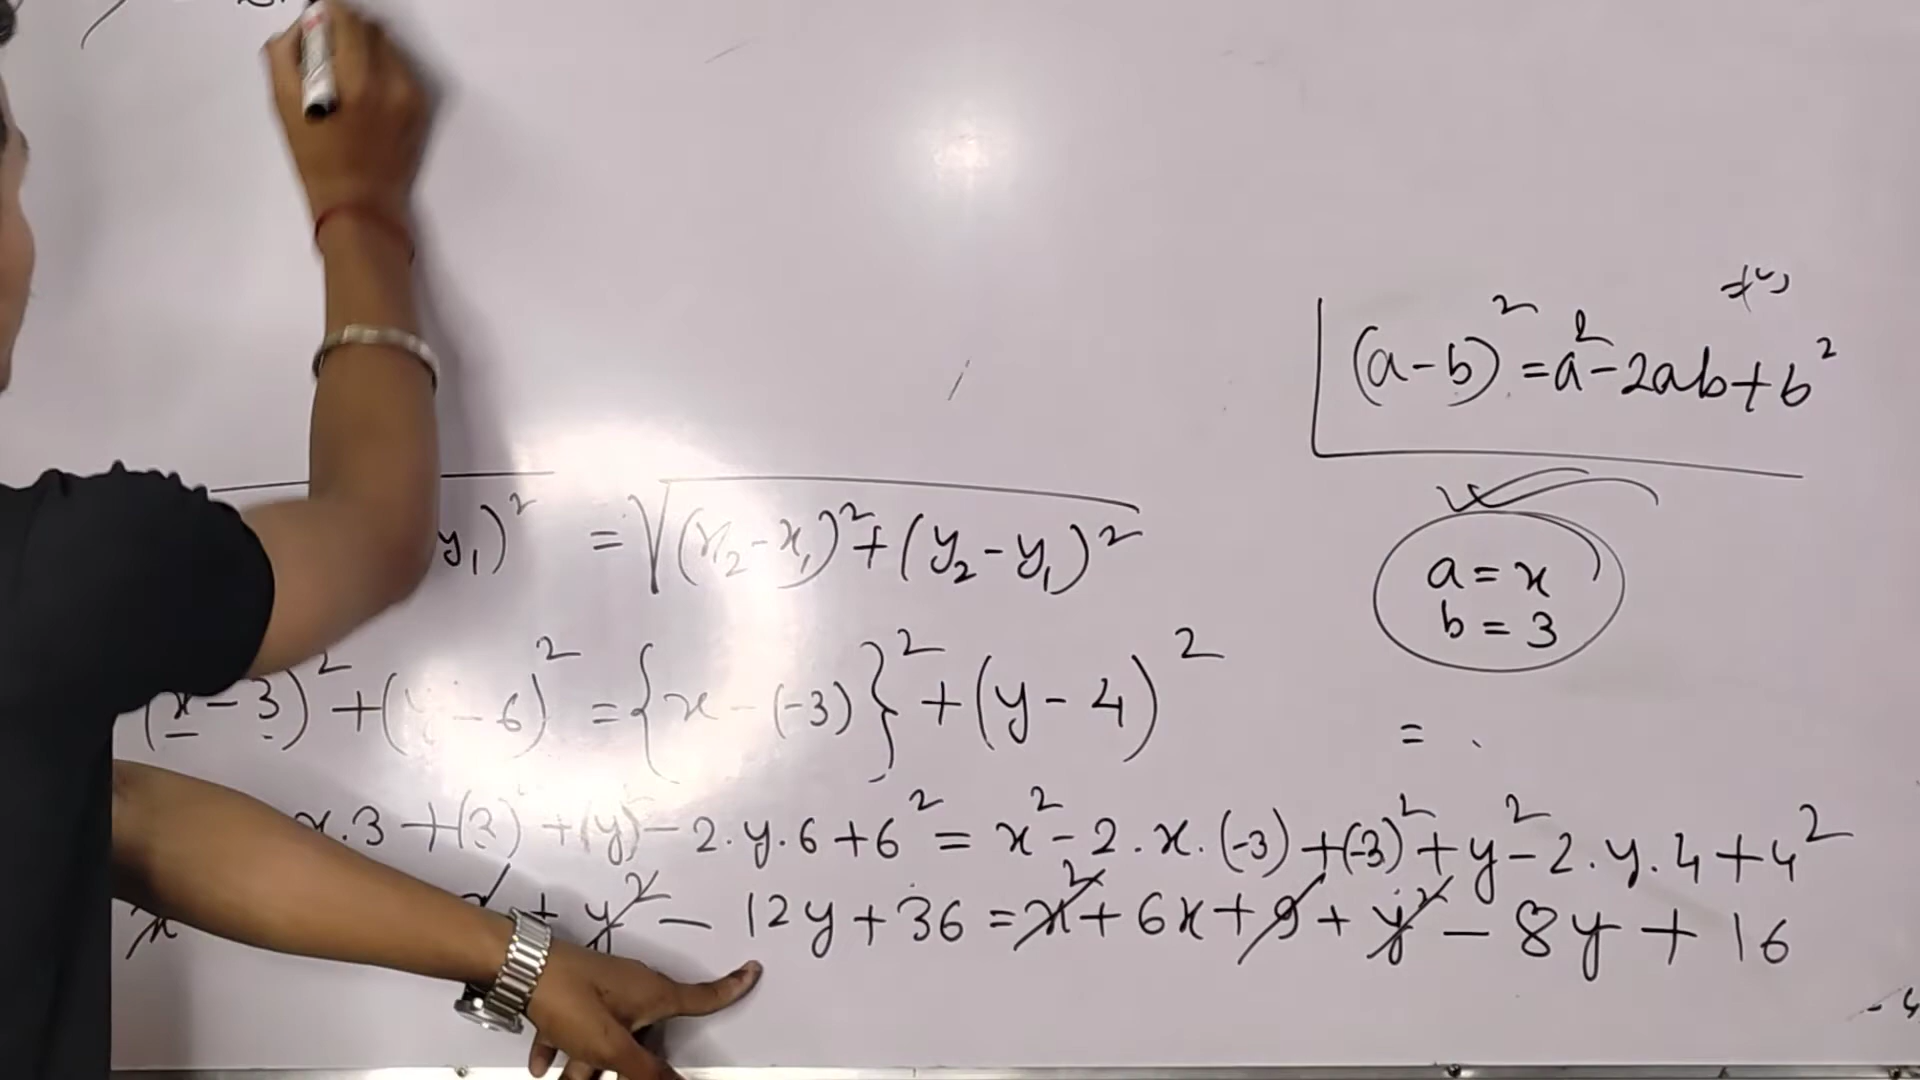 (a-b)² = a² - 2ab + b²
y₁)² = √(x₂ - x₁)² + (y₂ - y₁)²
a = x
b = 3
(x - 3)² + (y - 6)² = {x - (-3)}² + (y - 4)²
= .
x.3 + (3)² + (y)² - 2.y.6 + 6² = x² - 2.x.(-3) + (-3)² + y² - 2.y.4 + 4²
+ y² - 12y + 36 = x² + 6x + 9 + y² - 8y + 16